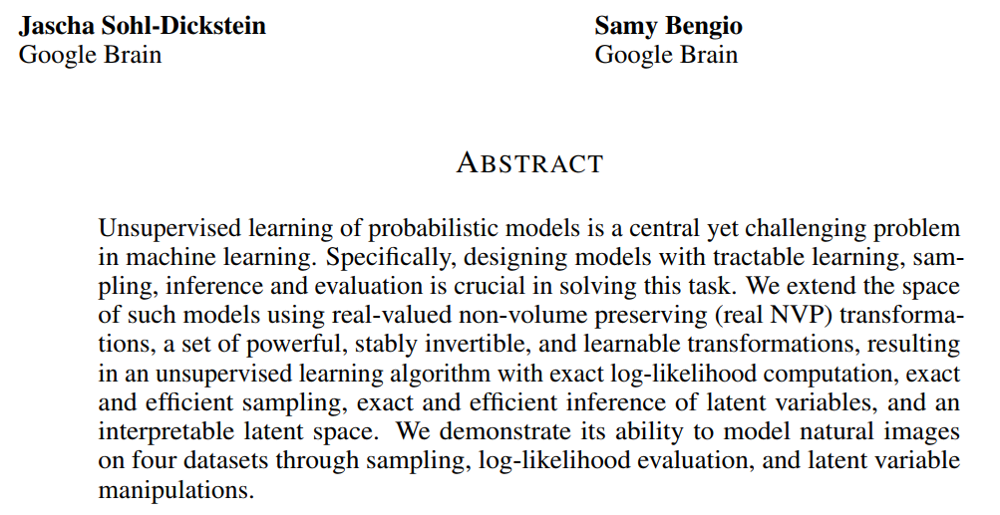 Jascha Sohl-Dickstein Samy Bengio
Google Brain Google Brain
ABSTRACT
Unsupervised learning of probabilistic models is a central yet challenging problem
in machine learning. Specifically, designing models with tractable learning, sam-
pling, inference and evaluation is crucial in solving this task. We extend the space
of such models using real-valued non-volume preserving (real NVP) transforma-
tions, a set of powerful, stably invertible, and learnable transformations, resulting
in an unsupervised learning algorithm with exact log-likelihood computation, exact
and efficient sampling, exact and efficient inference of latent variables, and an
interpretable latent space. We demonstrate its ability to model natural images
on four datasets through sampling, log-likelihood evaluation, and latent variable
manipulations.